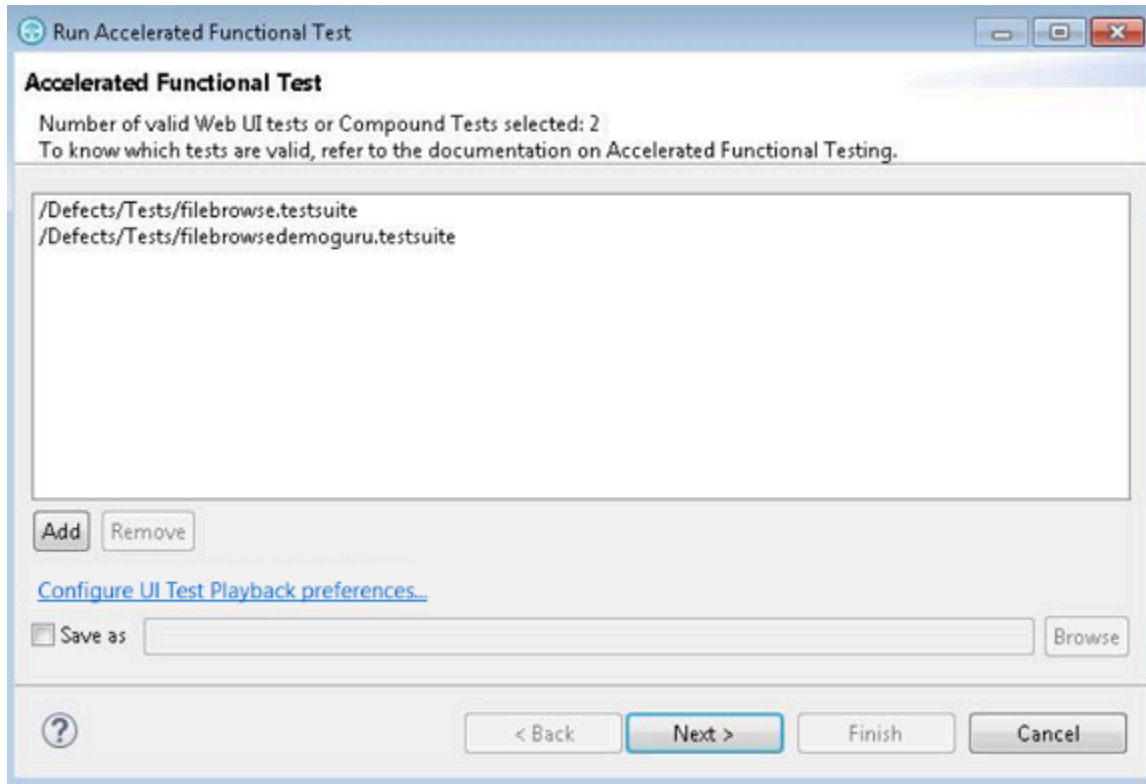 Run Accelerated Functional Test
Accelerated Functional Test
Number of valid Web UI tests or Compound Tests selected: 2
To know which tests are valid, refer to the documentation on Accelerated Functional Testing.
/Defects/Tests/filebrowse.testsuite
/Defects/Tests/filebrowsedemoguru.testsuite
Add Remove
Configure UI Test Playback preferences...
Save as Browse
? < Back Next > Finish Cancel